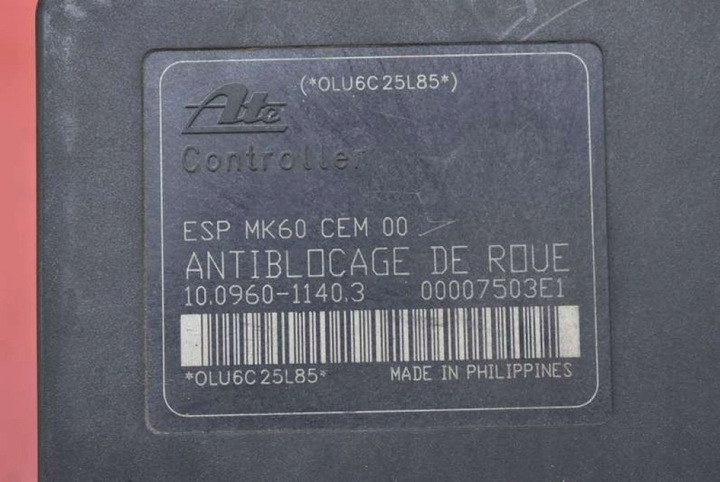 (*OLU6C25L85*)
Ate
Controller
ESP MK60 CEM 00
ANTIBLOCAGE DE ROUE
10.0960-1140.3 00007503E1
*OLU6C25L85* MADE IN PHILIPPINES